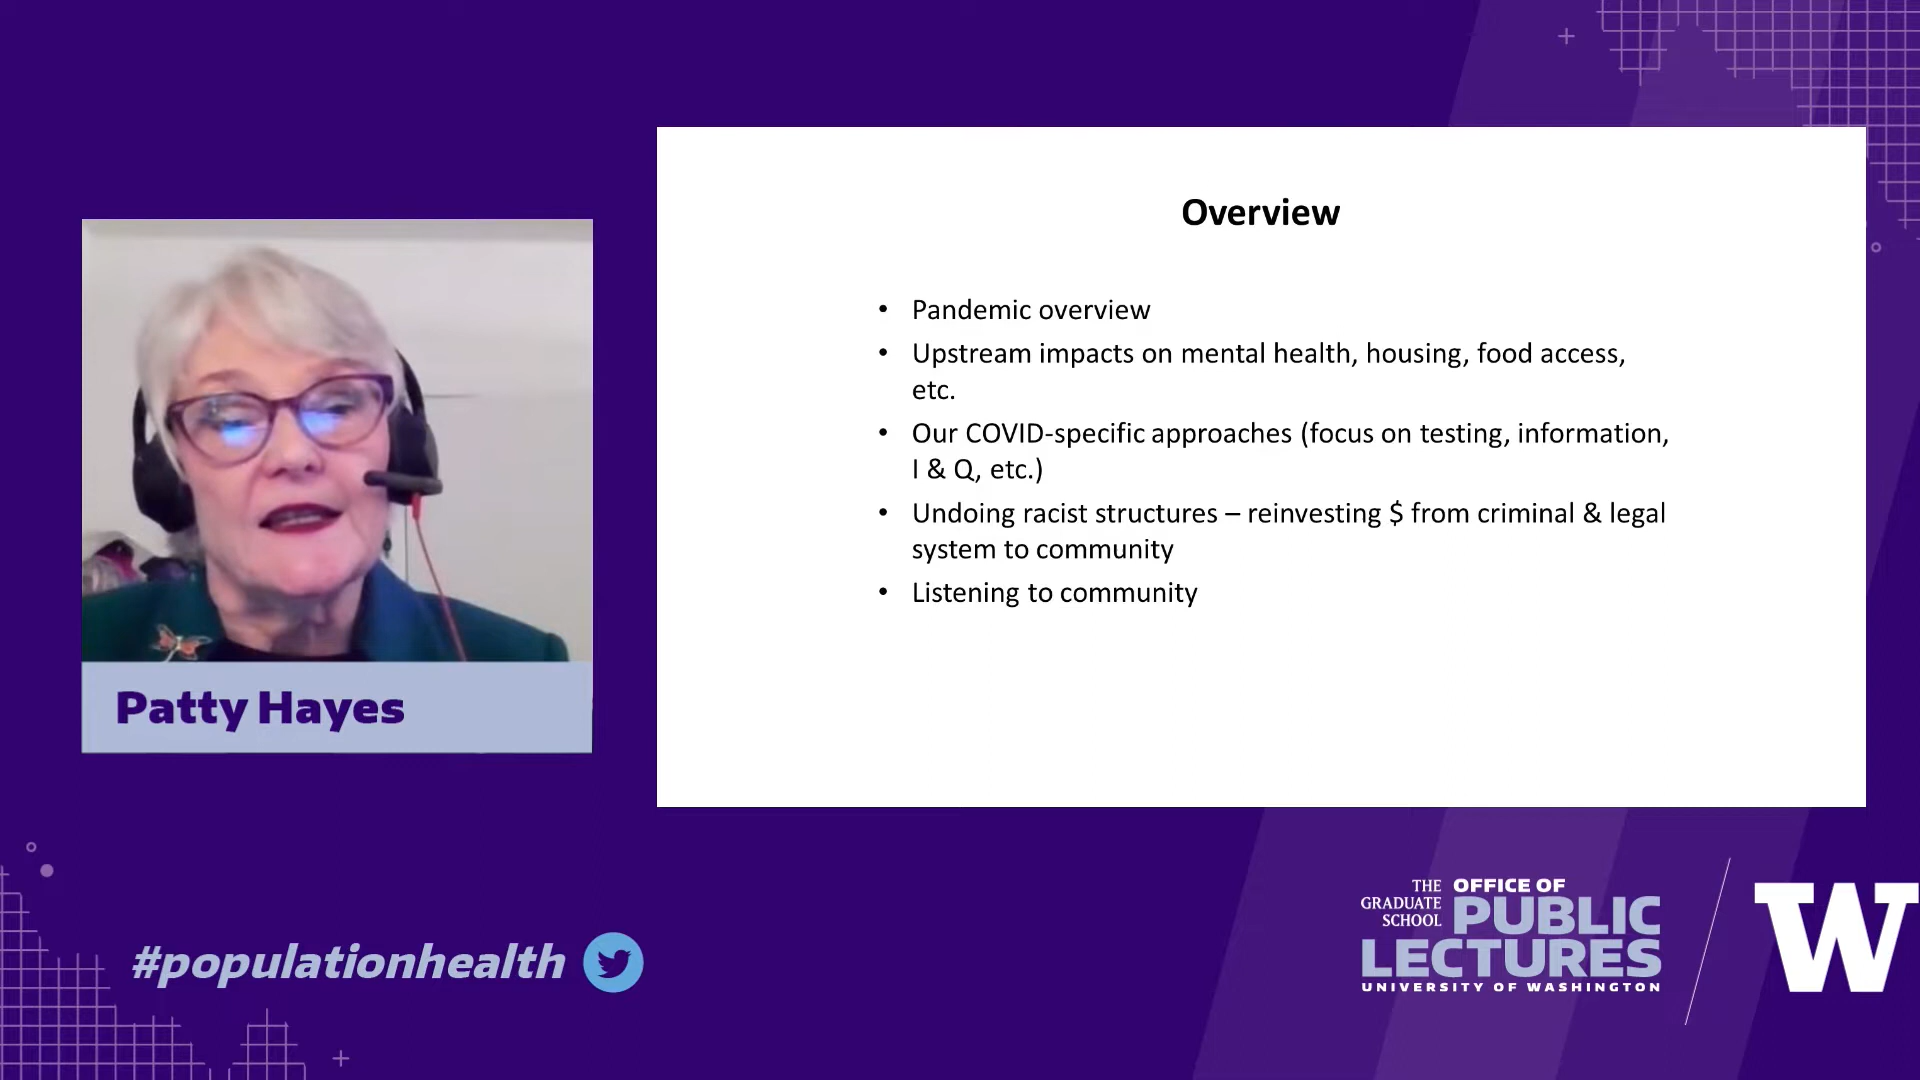 Overview
• Pandemic overview
• Upstream impacts on mental health, housing, food access,
etc.
• Our COVID-specific approaches (focus on testing, information,
I & Q, etc.)
• Undoing racist structures – reinvesting $ from criminal & legal
system to community
• Listening to community
Patty Hayes
#populationhealth
THE
GRADUATE
SCHOOL
OFFICE OF
PUBLIC
LECTURES
UNIVERSITY OF WASHINGTON
W